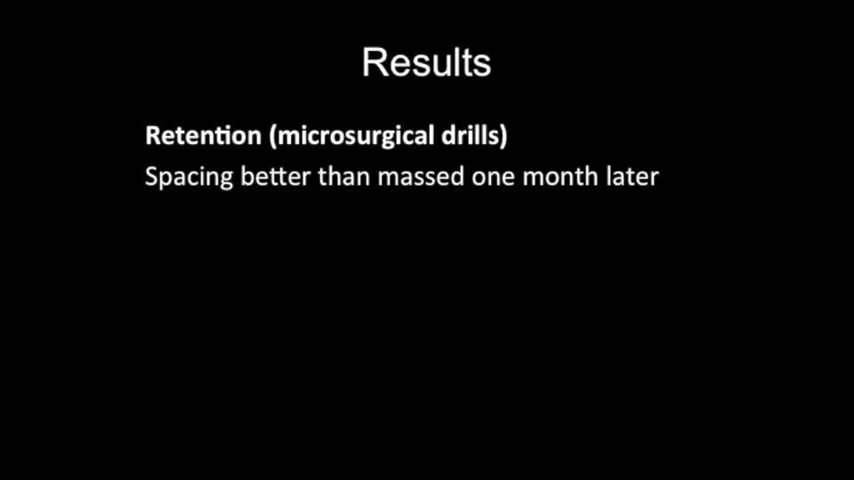 Results
Retention (microsurgical drills)
Spacing better than massed one month later